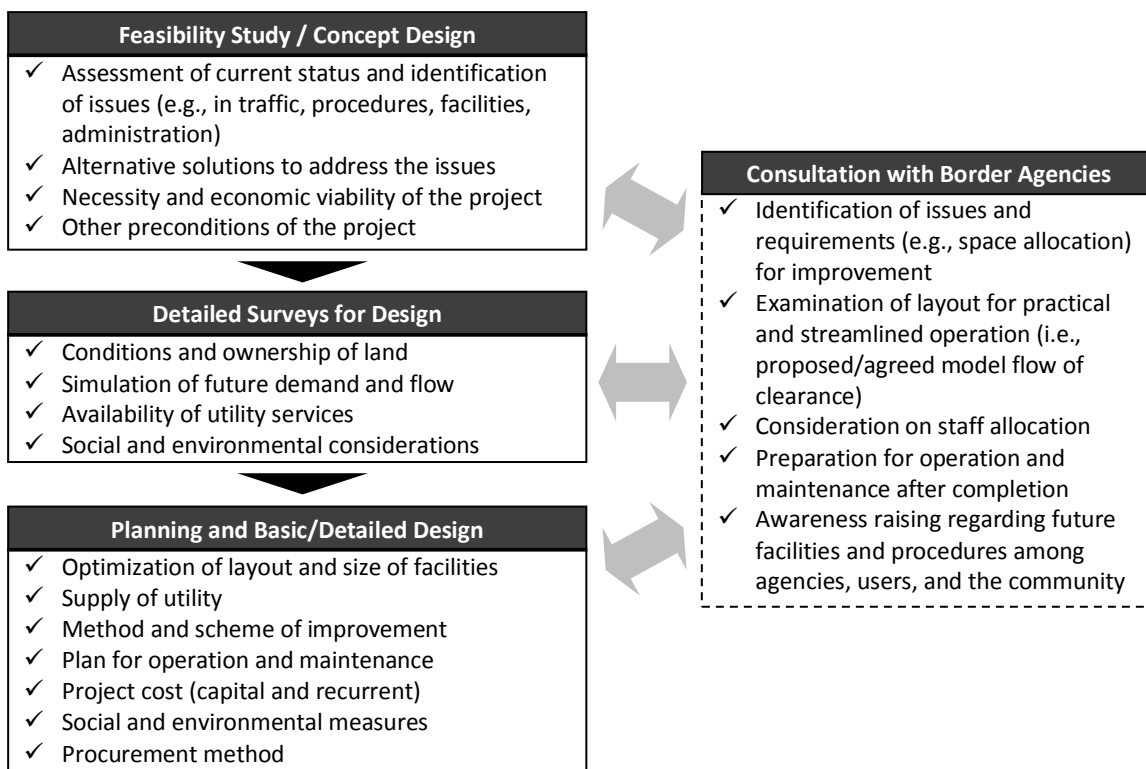 Feasibility Study / Concept Design
✓ Assessment of current status and identification
of issues (e.g., in traffic, procedures, facilities,
administration)
✓ Alternative solutions to address the issues
✓ Necessity and economic viability of the project
✓ Other preconditions of the project
Detailed Surveys for Design
✓ Conditions and ownership of land
✓ Simulation of future demand and flow
✓ Availability of utility services
✓ Social and environmental considerations
Planning and Basic/Detailed Design
✓ Optimization of layout and size of facilities
✓ Supply of utility
✓ Method and scheme of improvement
✓ Plan for operation and maintenance
✓ Project cost (capital and recurrent)
✓ Social and environmental measures
✓ Procurement method
Consultation with Border Agencies
✓ Identification of issues and
requirements (e.g., space allocation)
for improvement
✓ Examination of layout for practical
and streamlined operation (i.e.,
proposed/agreed model flow of
clearance)
✓ Consideration on staff allocation
✓ Preparation for operation and
maintenance after completion
✓ Awareness raising regarding future
facilities and procedures among
agencies, users, and the community